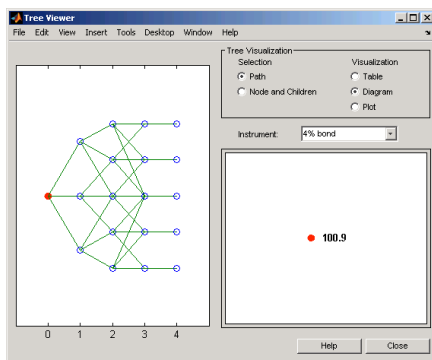 Tree Viewer
File Edit View Insert Tools Desktop Window Help
Tree Visualization
Selection Visualization
Path Table
Node and Children Diagram
Plot
Instrument: 4% bond
100.9
0 1 2 3 4
Help Close